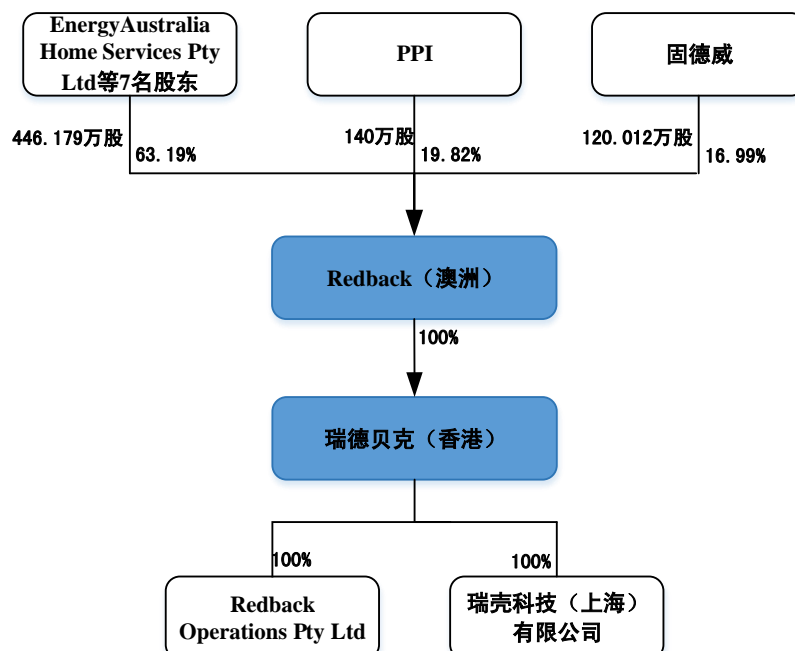 EnergyAustralia
Home Services Pty
Ltd等7名股东
PPI
固德威
446.179万股
63.19%
140万股
19.82%
120.012万股
16.99%
Redback（澳洲）
100%
瑞德贝克（香港）
100%
100%
Redback
Operations Pty Ltd
瑞壳科技（上海）
有限公司